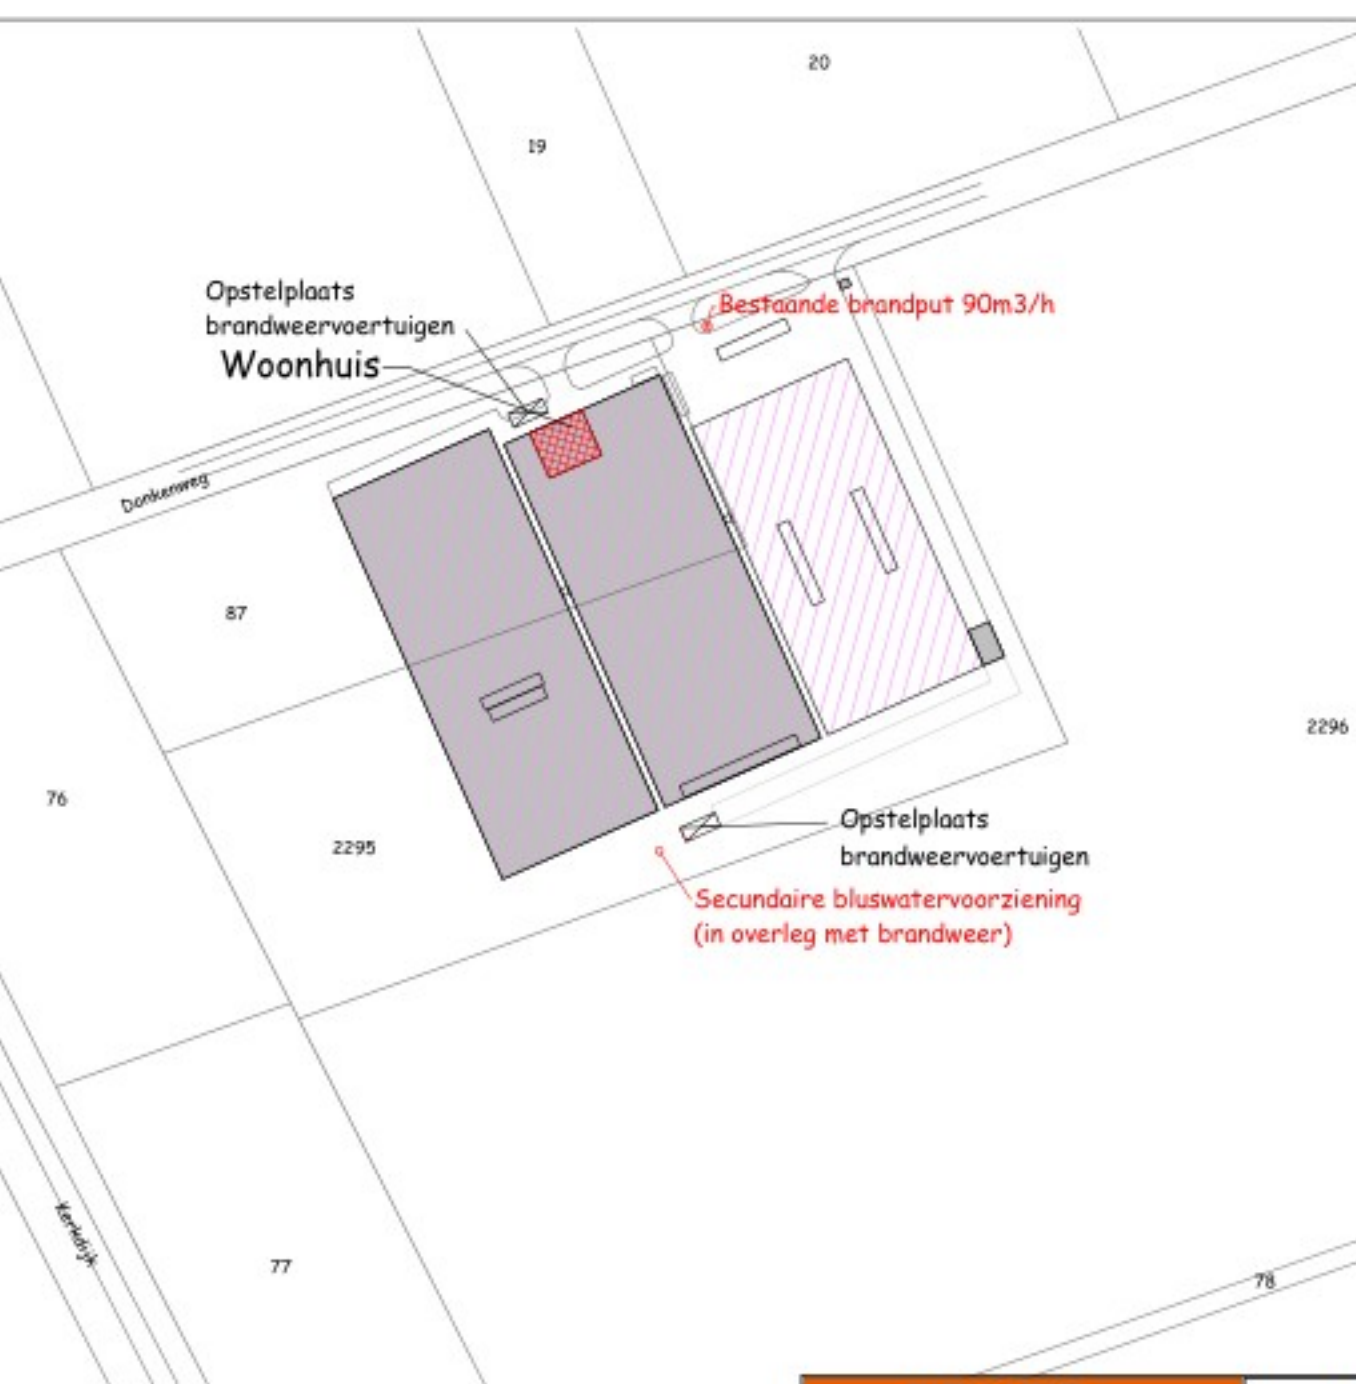 20
19
Opstelplaats
brandweervoertuigen
Woonhuis
Bestaande brandput 90m3/h
Donkenweg
87
2296
76
2295
Opstelplaats
brandweervoertuigen
Secundaire bluswatervoorziening
(in overleg met brandweer)
Kerkdijk
77
78